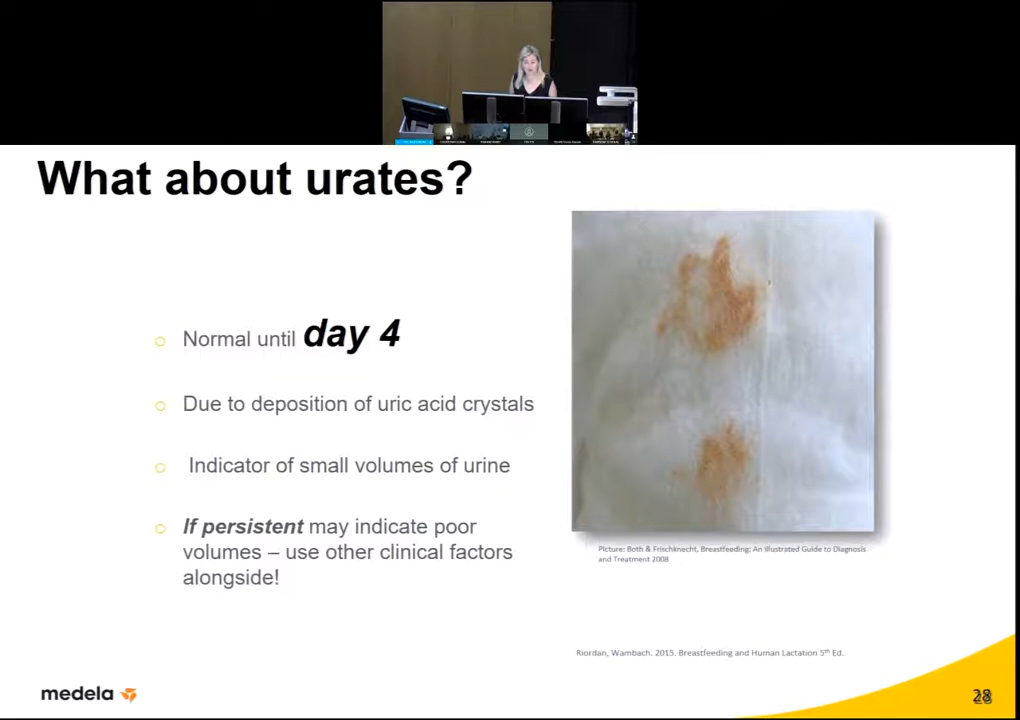 What about urates?
Normal until day 4
Due to deposition of uric acid crystals
Indicator of small volumes of urine
If persistent may indicate poor
volumes – use other clinical factors
alongside!
Picture: Both & Frischknecht, Breastfeeding: An Illustrated Guide to Diagnosis
and Treatment 2008
Riordan, Wambach. 2015. Breastfeeding and Human Lactation 5th Ed.
medela
28